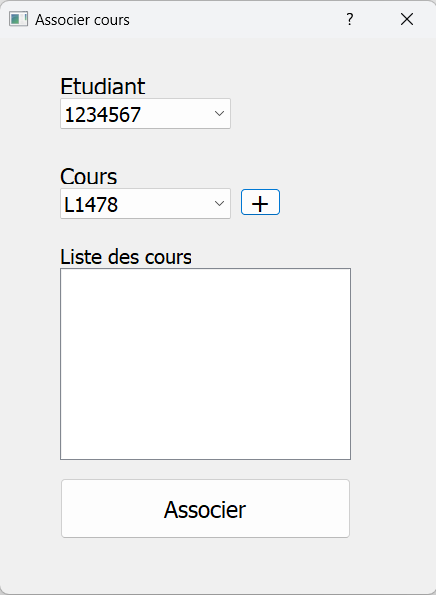 Associer cours ?
Etudiant
1234567
Cours
L1478
+
Liste des cours
Associer